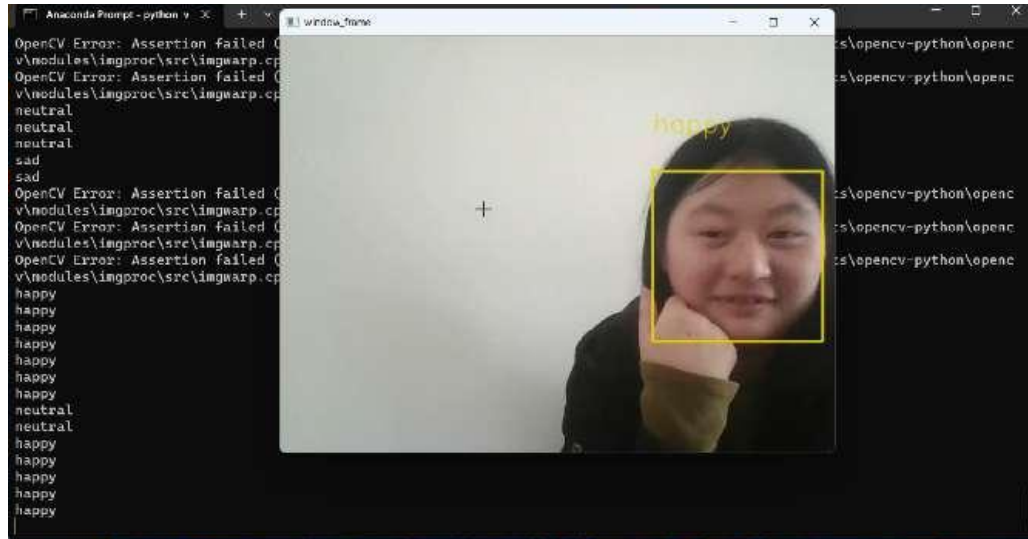 Anaconda Prompt - python v
window_frame
OpenCV Error: Assertion failed (
s\opencv-python\openc
v\modules\imgproc\src\imgwarp.cp
OpenCV Error: Assertion failed (
s\opencv-python\openc
v\modules\imgproc\src\imgwarp.cp
neutral
neutral
neutral
sad
sad
OpenCV Error: Assertion failed (
s\opencv-python\openc
v\modules\imgproc\src\imgwarp.cp
OpenCV Error: Assertion failed (
s\opencv-python\openc
v\modules\imgproc\src\imgwarp.cp
OpenCV Error: Assertion failed (
s\opencv-python\openc
v\modules\imgproc\src\imgwarp.cp
happy
happy
happy
happy
happy
happy
happy
neutral
neutral
happy
happy
happy
happy
happy
happy